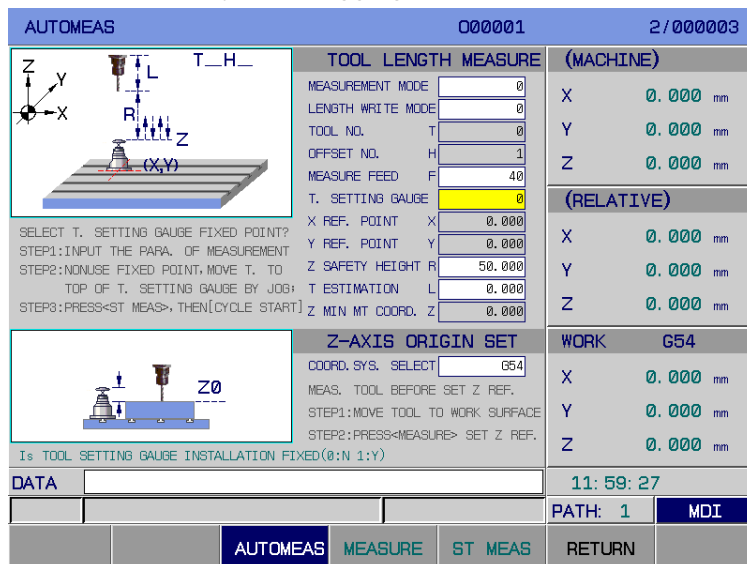 AUTOMEAS O00001 2/000003
T__H__
Z
Y
X
L
R
Z
(X,Y)
SELECT T. SETTING GAUGE FIXED POINT?
STEP1:INPUT THE PARA. OF MEASUREMENT
STEP2:NONUSE FIXED POINT,MOVE T. TO
TOP OF T. SETTING GAUGE BY JOG;
STEP3:PRESS<ST MEAS>,THEN[CYCLE START]
TOOL LENGTH MEASURE
MEASUREMENT MODE 0
LENGTH WRITE MODE 0
TOOL NO. T 0
OFFSET NO. H 1
MEASURE FEED F 40
T. SETTING GAUGE 0
X REF. POINT X 0.000
Y REF. POINT Y 0.000
Z SAFETY HEIGHT R 50.000
T ESTIMATION L 0.000
Z MIN MT COORD. Z 0.000
Z0
Z-AXIS ORIGIN SET
COORD.SYS. SELECT G54
MEAS. TOOL BEFORE SET Z REF.
STEP1:MOVE TOOL TO WORK SURFACE
STEP2:PRESS<MEASURE> SET Z REF.
Is TOOL SETTING GAUGE INSTALLATION FIXED(0:N 1:Y)
(MACHINE)
X 0.000 mm
Y 0.000 mm
Z 0.000 mm
(RELATIVE)
X 0.000 mm
Y 0.000 mm
Z 0.000 mm
WORK G54
X 0.000 mm
Y 0.000 mm
Z 0.000 mm
DATA
11:59:27
PATH: 1 MDI
AUTOMEAS MEASURE ST MEAS RETURN